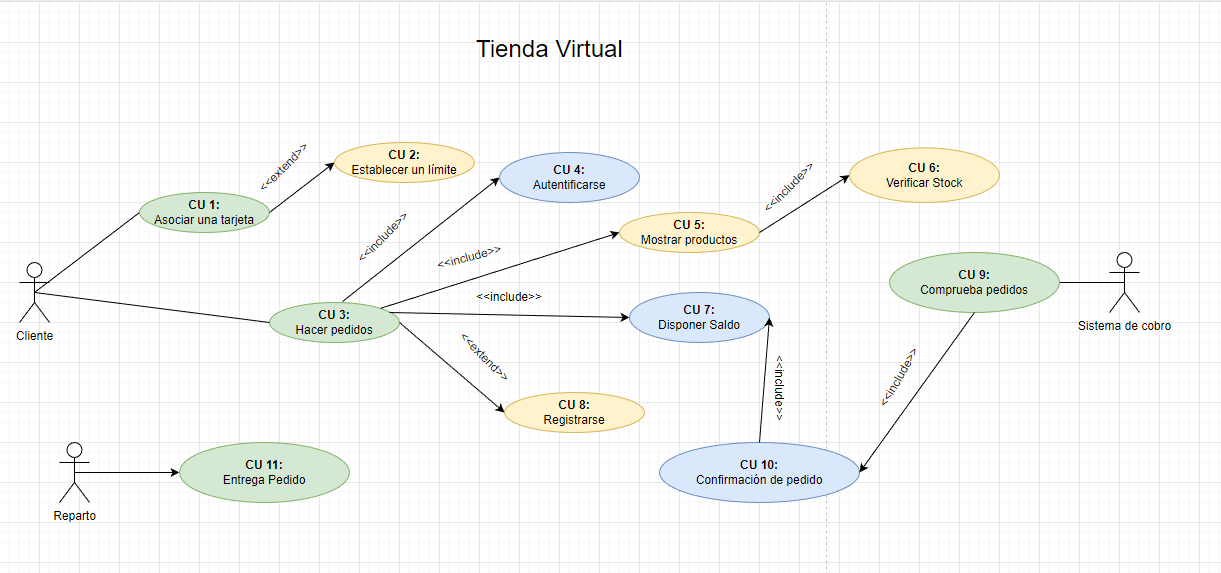 Tienda Virtual
CU 2:
Establecer un límite
<<extend>>
CU 4:
Autentificarse
CU 6:
Verificar Stock
<<include>>
CU 1:
Asociar una tarjeta
<<include>>
CU 5:
Mostrar productos
<<include>>
CU 9:
Comprueba pedidos
Cliente
<<include>>
CU 7:
Disponer Saldo
Sistema de cobro
CU 3:
Hacer pedidos
<<extend>>
<<include>>
<<include>>
CU 8:
Registrarse
CU 11:
Entrega Pedido
CU 10:
Confirmación de pedido
Reparto